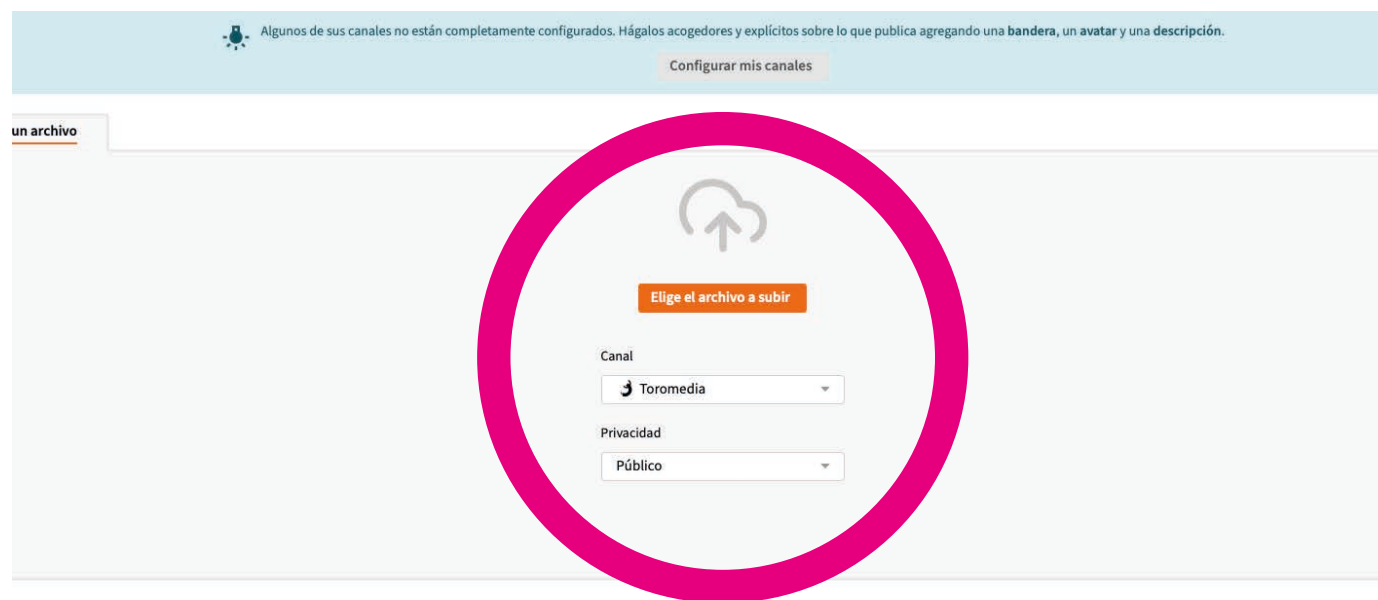 Algunos de sus canales no están completamente configurados. Hágalos acogedores y explícitos sobre lo que publica agregando una bandera, un avatar y una descripción.
Configurar mis canales
un archivo
Elige el archivo a subir
Canal
Toromedia
Privacidad
Público